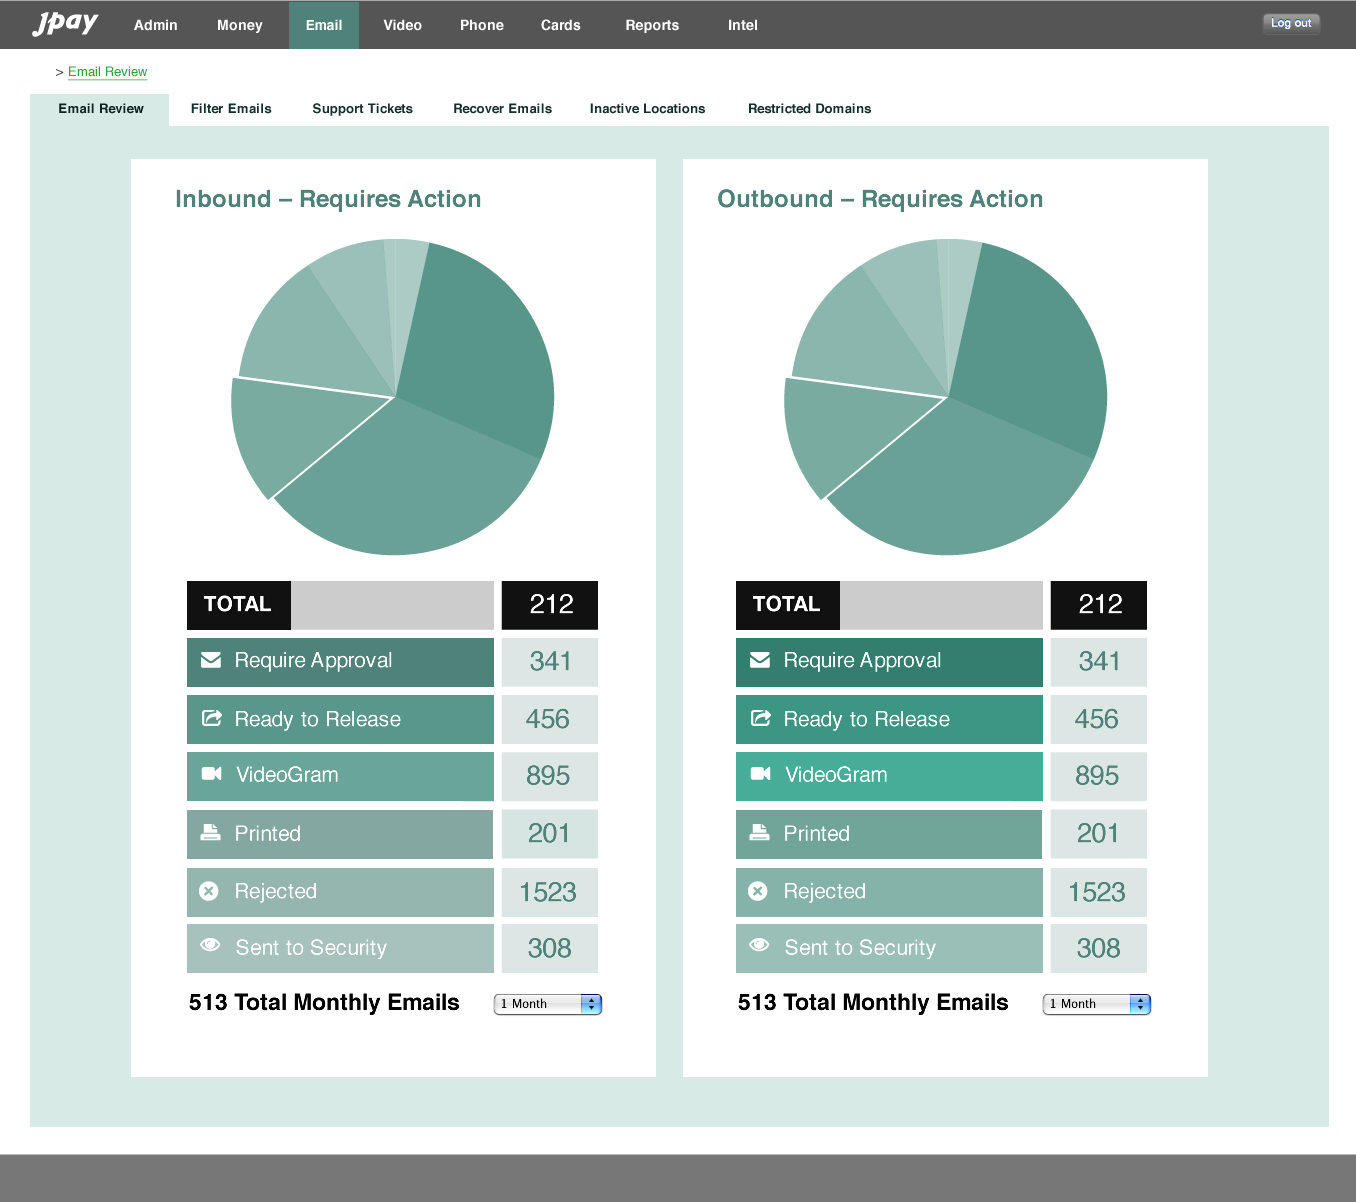 Jpay Admin Money Email Video Phone Cards Reports Intel Log out
> Email Review
Email Review Filter Emails Support Tickets Recover Emails Inactive Locations Restricted Domains
Inbound – Requires Action
TOTAL 212
Require Approval 341
Ready to Release 456
VideoGram 895
Printed 201
Rejected 1523
Sent to Security 308
513 Total Monthly Emails 1 Month
Outbound – Requires Action
TOTAL 212
Require Approval 341
Ready to Release 456
VideoGram 895
Printed 201
Rejected 1523
Sent to Security 308
513 Total Monthly Emails 1 Month